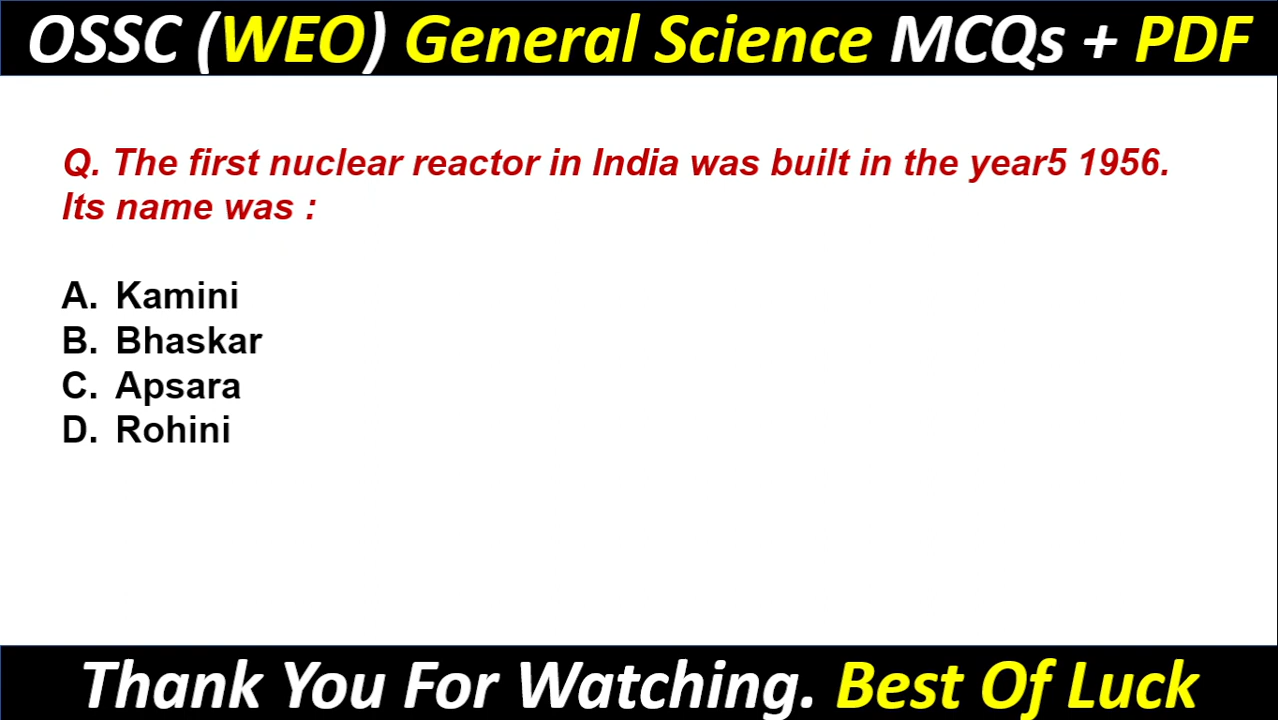 OSSC (WEO) General Science MCQs + PDF
Q. The first nuclear reactor in India was built in the year5 1956.
Its name was :
A. Kamini
B. Bhaskar
C. Apsara
D. Rohini
Thank You For Watching. Best Of Luck